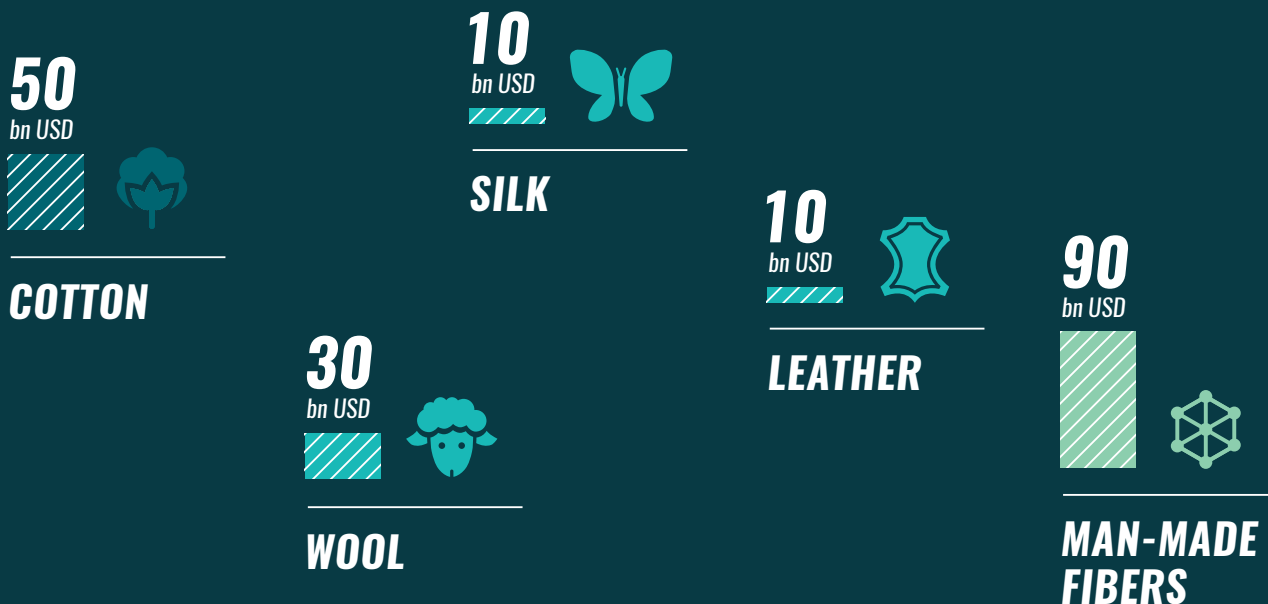 50
bn USD
COTTON
10
bn USD
SILK
30
bn USD
WOOL
10
bn USD
LEATHER
90
bn USD
MAN-MADE
FIBERS